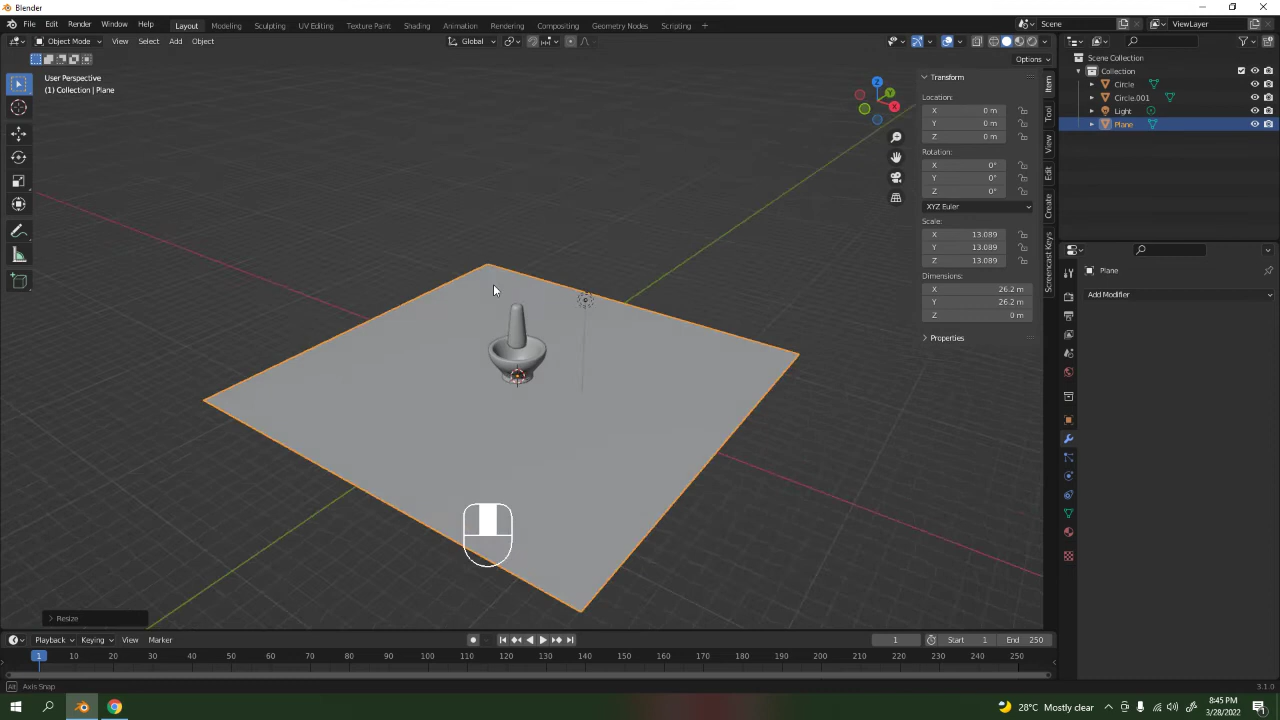 Blender
File Edit Render Window Help Layout Modeling Sculpting UV Editing Texture Paint Shading Animation Rendering Compositing Geometry Nodes Scripting + Scene ViewLayer
Object Mode View Select Add Object Global
Options
User Perspective
(1) Collection | Plane
Transform
Location:
X 0 m
Y 0 m
Z 0 m
Rotation:
X 0°
Y 0°
Z 0°
XYZ Euler
Scale:
X 13.089
Y 13.089
Z 13.089
Dimensions:
X 26.2 m
Y 26.2 m
Z 0 m
Properties
Item
Tool
View
Edit
Create
Screencast Keys
Z
Y
X
Scene Collection
Collection
Circle
Circle.001
Light
Plane
Plane
Add Modifier
Resize
Playback Keying View Marker 1 Start 1 End 250
1 10 20 30 40 50 60 70 80 90 100 110 120 130 140 150 160 170 180 190 200 210 220 230 240 250
Alt Axis Snap 3.1.0
28°C Mostly clear 8:45 PM
3/28/2022